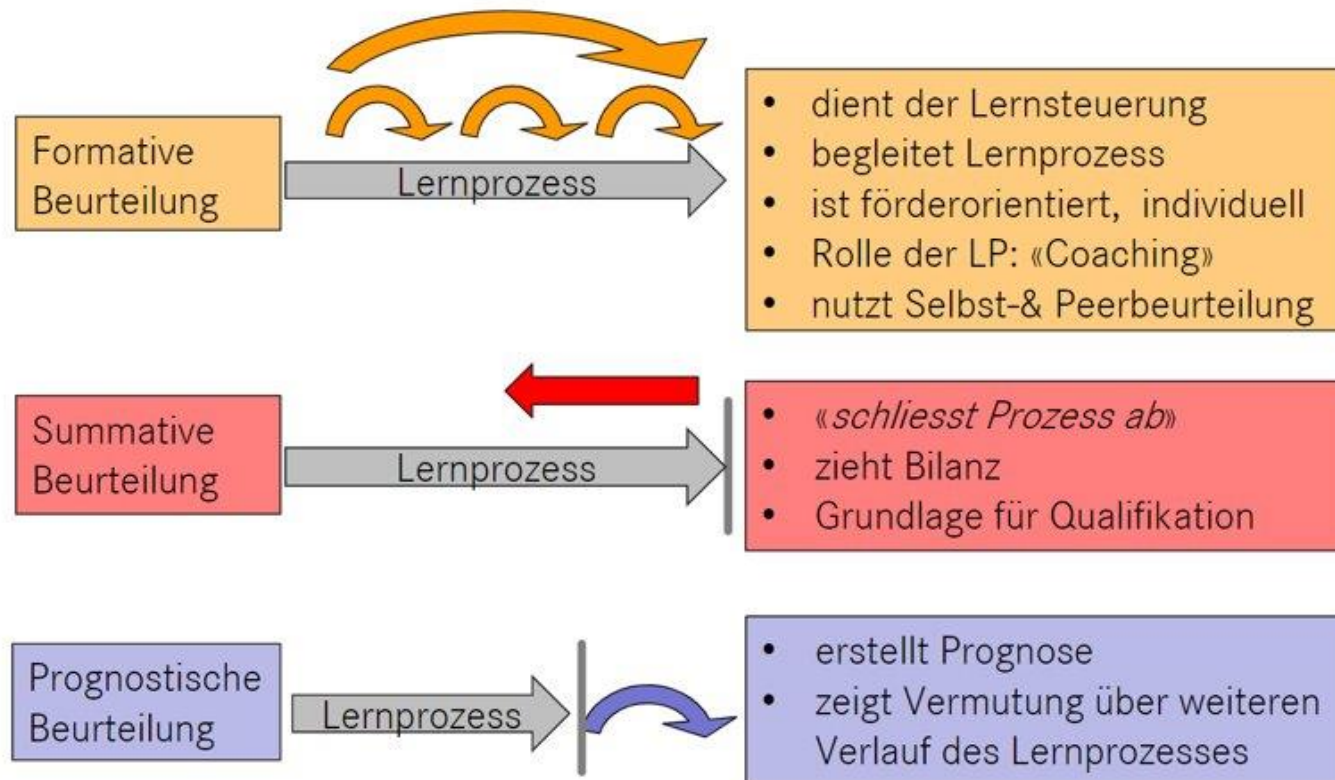 Formative
Beurteilung
Lernprozess
• dient der Lernsteuerung
• begleitet Lernprozess
• ist förderorientiert, individuell
• Rolle der LP: «Coaching»
• nutzt Selbst-& Peerbeurteilung
Summative
Beurteilung
Lernprozess
• «schliesst Prozess ab»
• zieht Bilanz
• Grundlage für Qualifikation
Prognostische
Beurteilung
Lernprozess
• erstellt Prognose
• zeigt Vermutung über weiteren
Verlauf des Lernprozesses